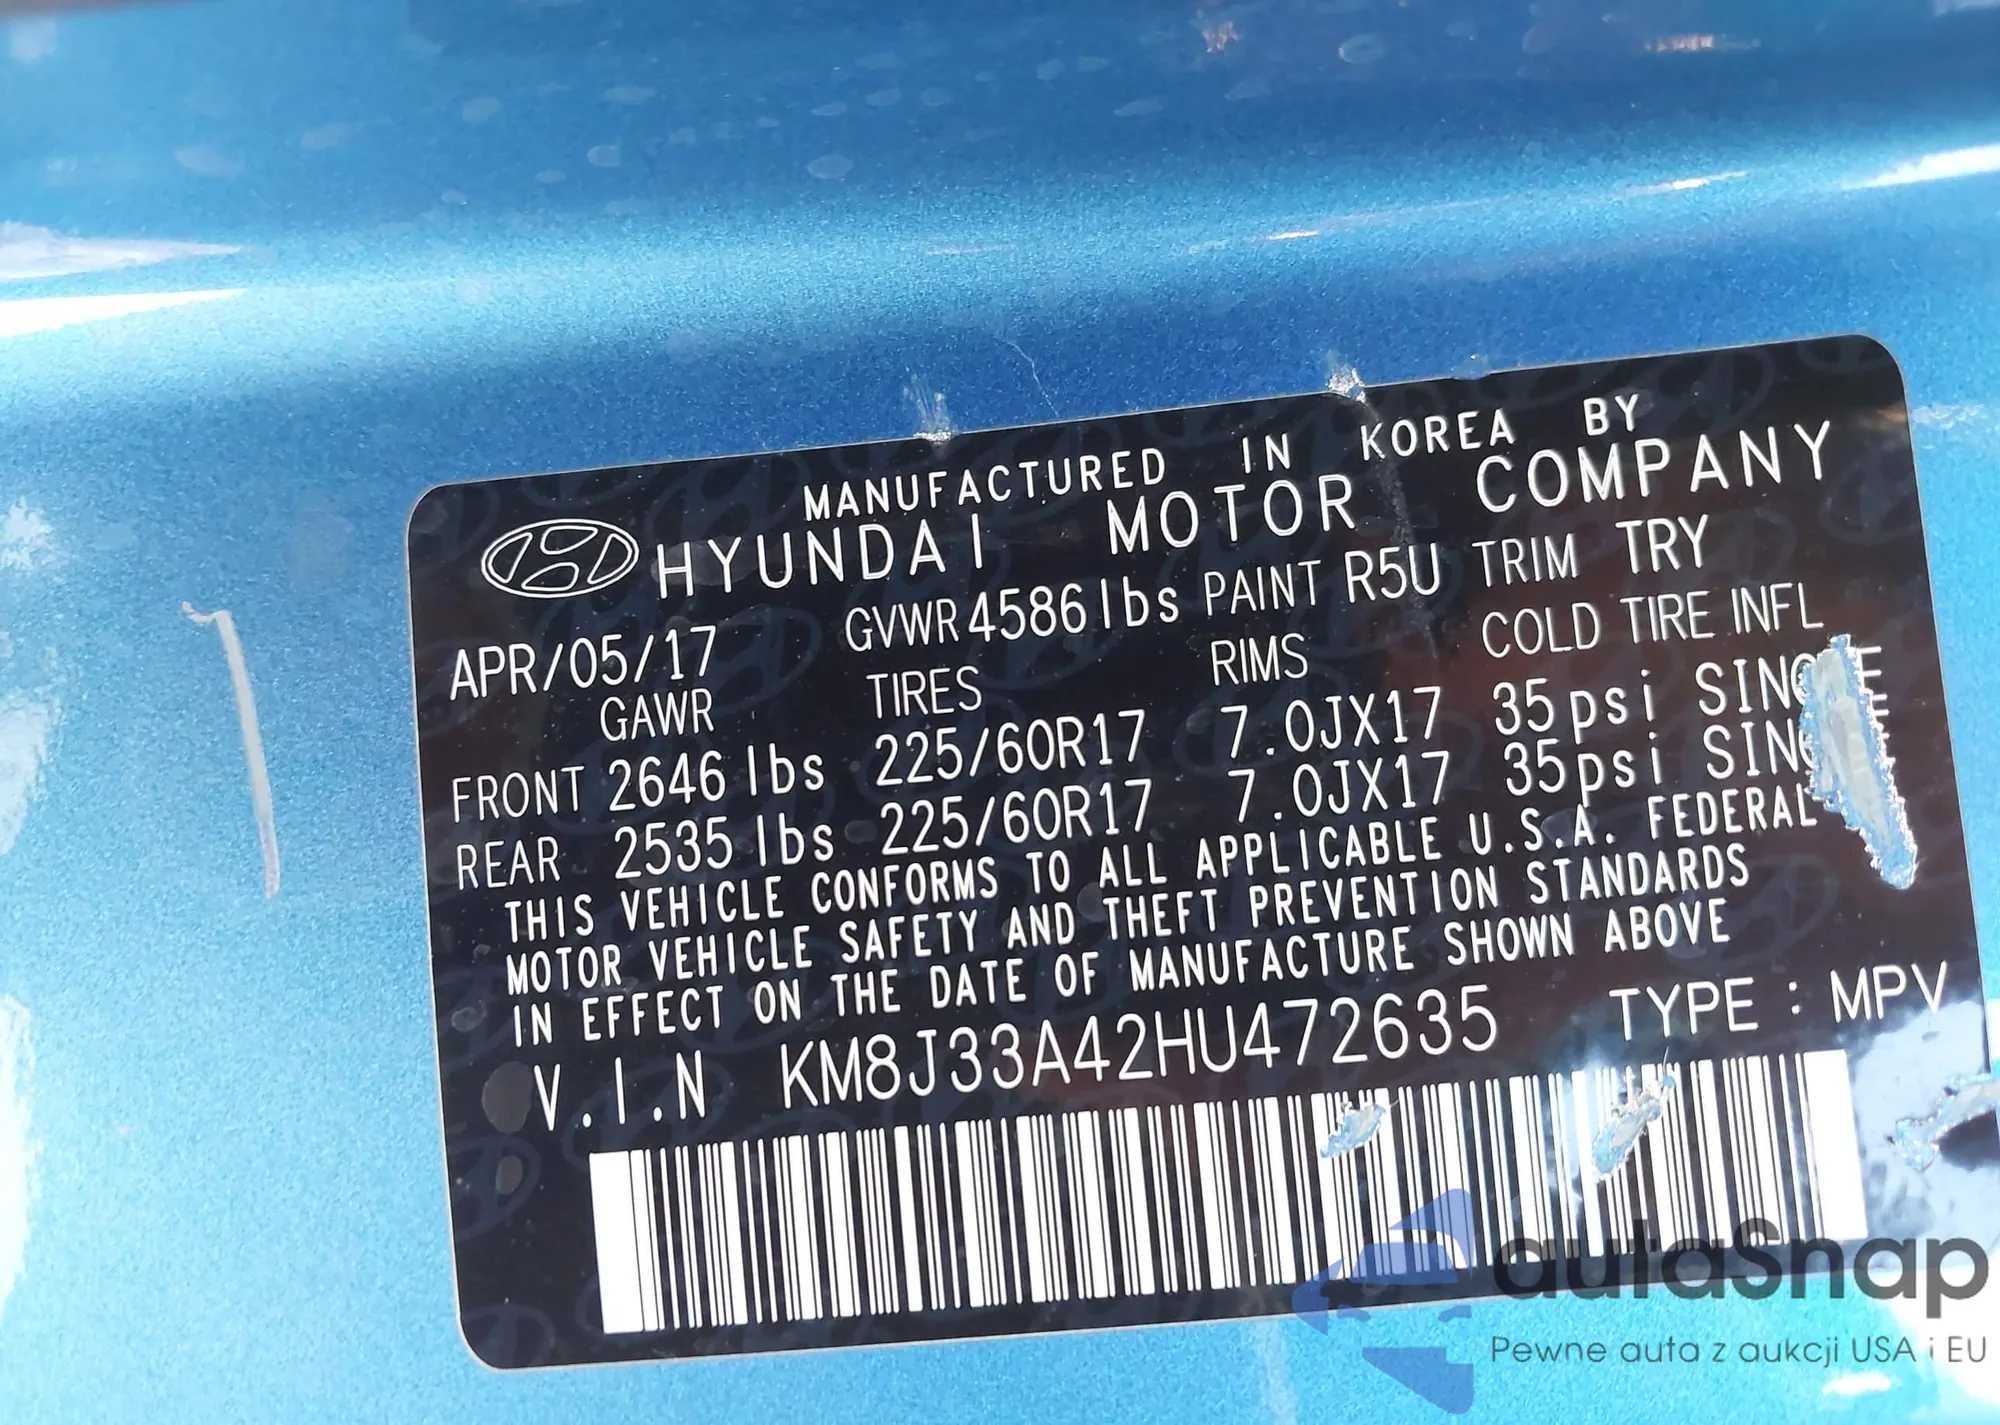 MANUFACTURED IN KOREA BY
HYUNDAI MOTOR COMPANY
APR/05/17 GVWR 4586 lbs PAINT R5U TRIM TRY
GAWR TIRES RIMS COLD TIRE INFL
FRONT 2646 lbs 225/60R17 7.0JX17 35psi SINGLE
REAR 2535 lbs 225/60R17 7.0JX17 35psi
THIS VEHICLE CONFORMS TO ALL APPLICABLE U.S.A. FEDERAL
MOTOR VEHICLE SAFETY AND THEFT PREVENTION STANDARDS
IN EFFECT ON THE DATE OF MANUFACTURE SHOWN ABOVE
V.I.N KM8J33A42HU472635 TYPE : MPV
autaSnap
Pewne auta z aukcji USA i EU